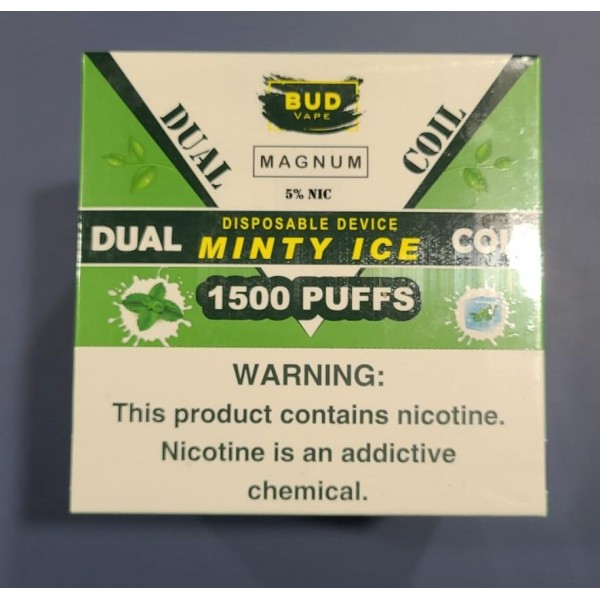 BUD
VAPE
DUAL
COIL
MAGNUM
5% NIC
DISPOSABLE DEVICE
DUAL MINTY ICE COI
1500 PUFFS
WARNING:
This product contains nicotine.
Nicotine is an addictive
chemical.